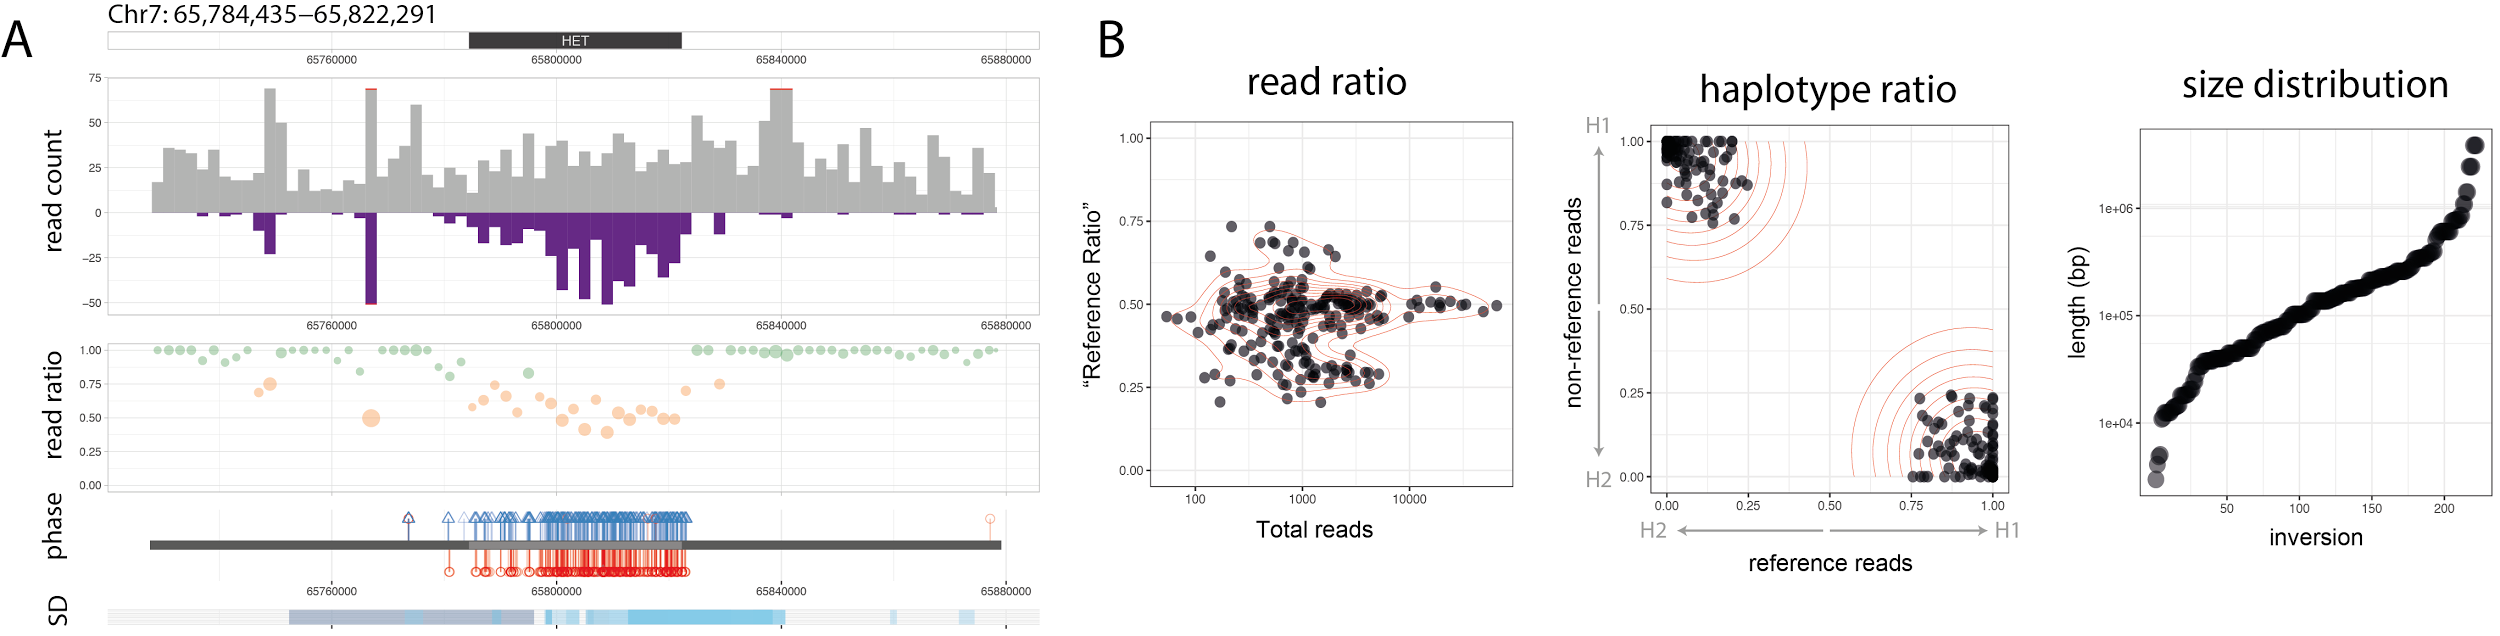 A
Chr7: 65,784,435–65,822,291
HET
65760000 65800000 65840000 65880000
read count
75
50
25
0
−25
−50
65760000 65800000 65840000 65880000
read ratio
1.00
0.75
0.50
0.25
0.00
phase
65760000 65800000 65840000 65880000
SD
B
read ratio
“Reference Ratio”
1.00
0.75
0.50
0.25
0.00
100 1000 10000
Total reads
haplotype ratio
H1
non-reference reads
H2
1.00
0.75
0.50
0.25
0.00
0.00 0.25 0.50 0.75 1.00
H2 H1
reference reads
size distribution
length (bp)
1e+06
1e+05
1e+04
50 100 150 200
inversion